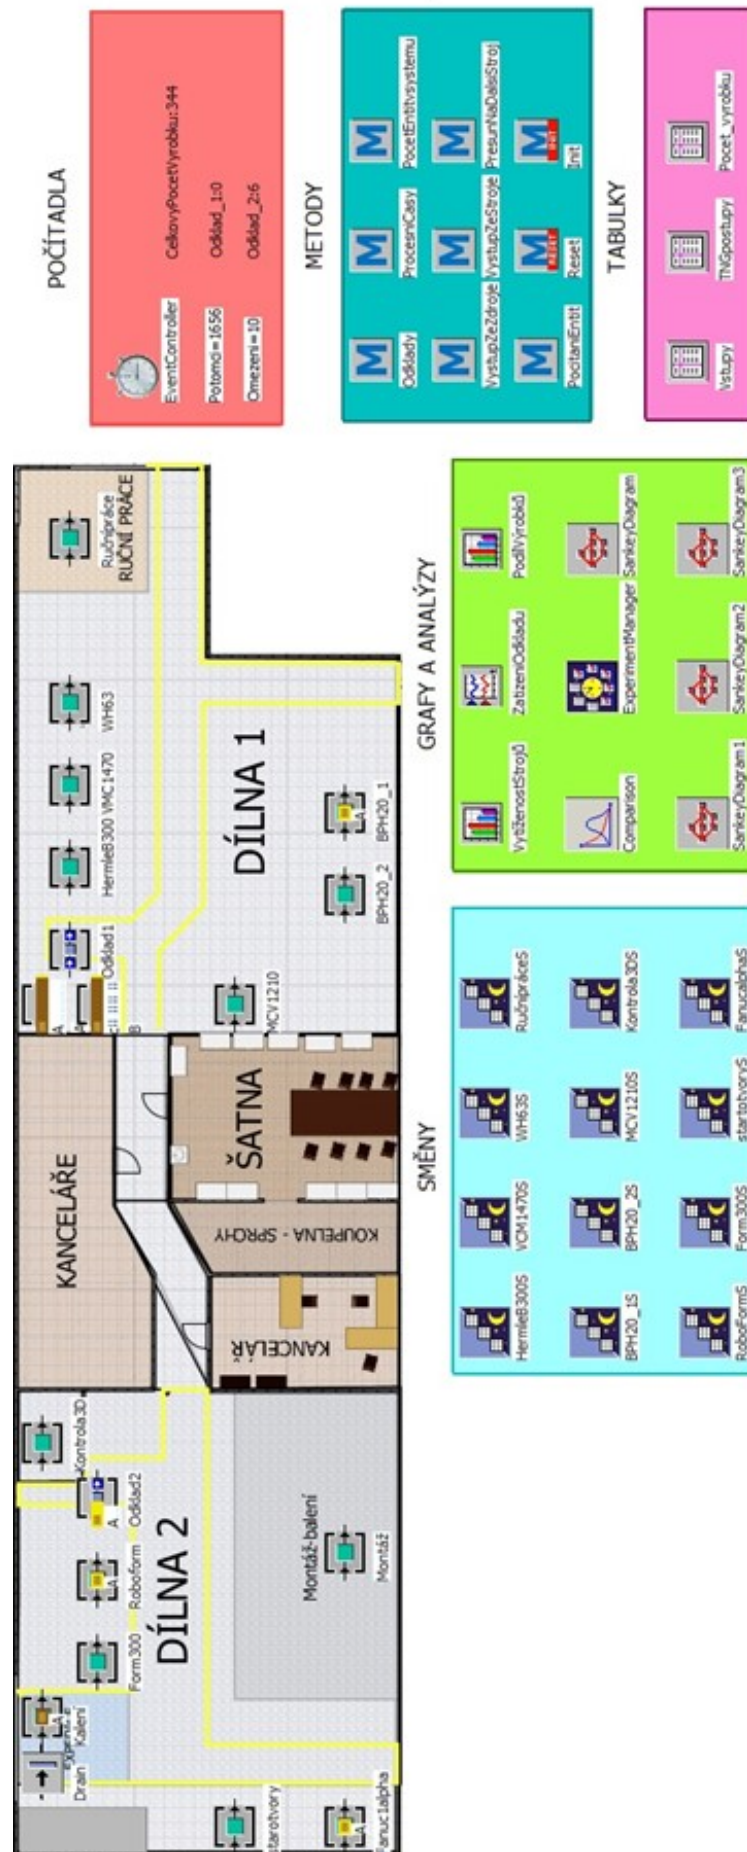 POČÍTADLA
EventController
CelkovyPocetVyrobku:344
Potomci=1656
Odklad_1:0
Omezeni=10
Odklad_2:6
METODY
Odklady
ProcesniCasy
PocetEntitvsystemu
VystupZeZdroje
VystupZeStroje
PresunNaDalsiStroj
PocitaniEntit
RESET
Reset
INIT
Init
TABULKY
Vstupy
TNGpostupy
Pocet_vyrobku
Kontrola3D
Odklad2
A
Roboform
A
Form300
Kalení
A
Drain
DÍLNA 2
Montáž-balení
Montáž
Fanuc1alpha
A
KANCELÁŘE
KANCELÁŘ
KOUPELNA - SPRCHY
ŠATNA
A
A
B
Odklad1
HermleB300
VMC1470
WH63
Ručnípráce
RUČNÍ PRÁCE
DÍLNA 1
MCV1210
BPH20_2
BPH20_1
A
SMĚNY
HermleB300S
VCM1470S
WH63S
RučnípráceS
BPH20_1S
BPH20_2S
MCV1210S
Kontrola3DS
RoboFormS
Form300S
startotvoryS
FanucalphaS
GRAFY A ANALÝZY
VytíženostStrojů
ZatizeniOdkladu
PodílVýrobků
Comparison
ExperimentManager
SankeyDiagram
SankeyDiagram1
SankeyDiagram2
SankeyDiagram3